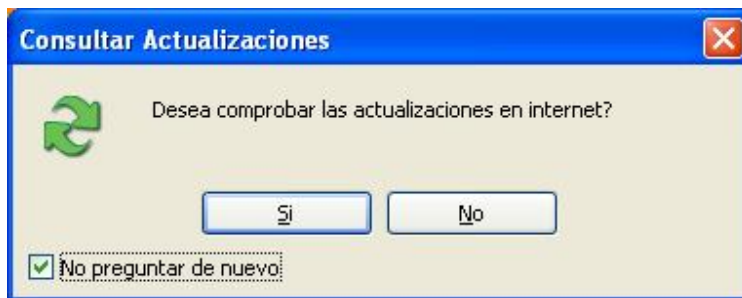 Consultar Actualizaciones
Desea comprobar las actualizaciones en internet?
Si No
No preguntar de nuevo